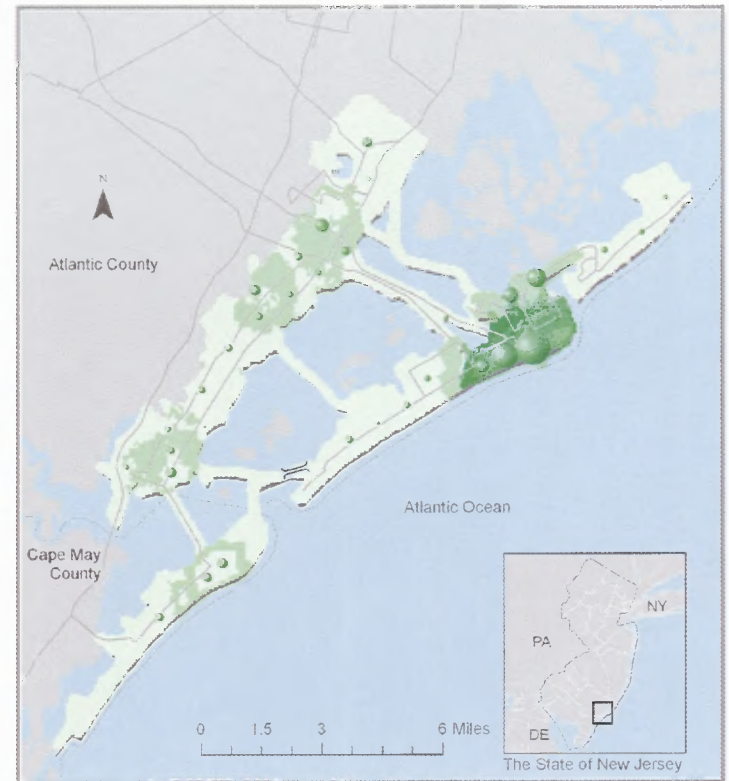 N
Atlantic County
Atlantic Ocean
Cape May
County
NY
PA
DE
0 1.5 3 6 Miles
The State of New Jersey